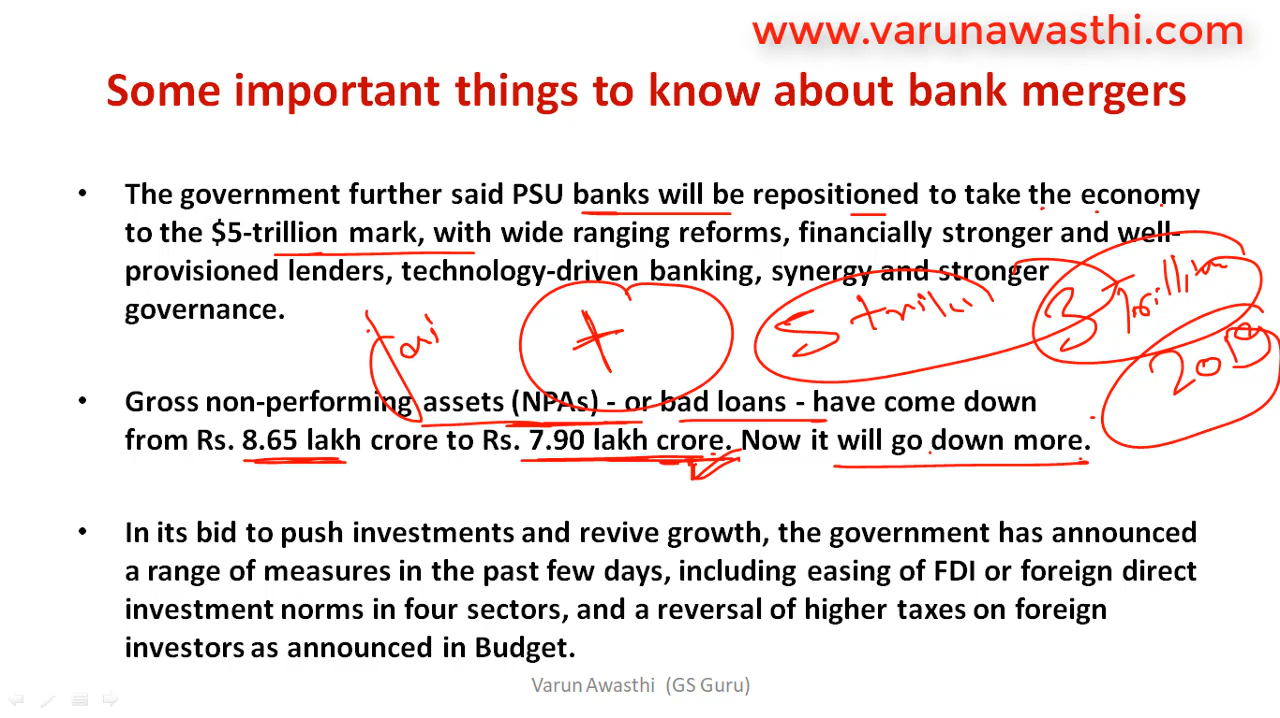 www.varunawasthi.com
Some important things to know about bank mergers
• The government further said PSU banks will be repositioned to take the economy
to the $5-trillion mark, with wide ranging reforms, financially stronger and well-
provisioned lenders, technology-driven banking, synergy and stronger
governance.
5 3 Trillion
2019
• Gross non-performing assets (NPAs) - or bad loans - have come down
from Rs. 8.65 lakh crore to Rs. 7.90 lakh crore. Now it will go down more.
• In its bid to push investments and revive growth, the government has announced
a range of measures in the past few days, including easing of FDI or foreign direct
investment norms in four sectors, and a reversal of higher taxes on foreign
investors as announced in Budget.
Varun Awasthi (GS Guru)